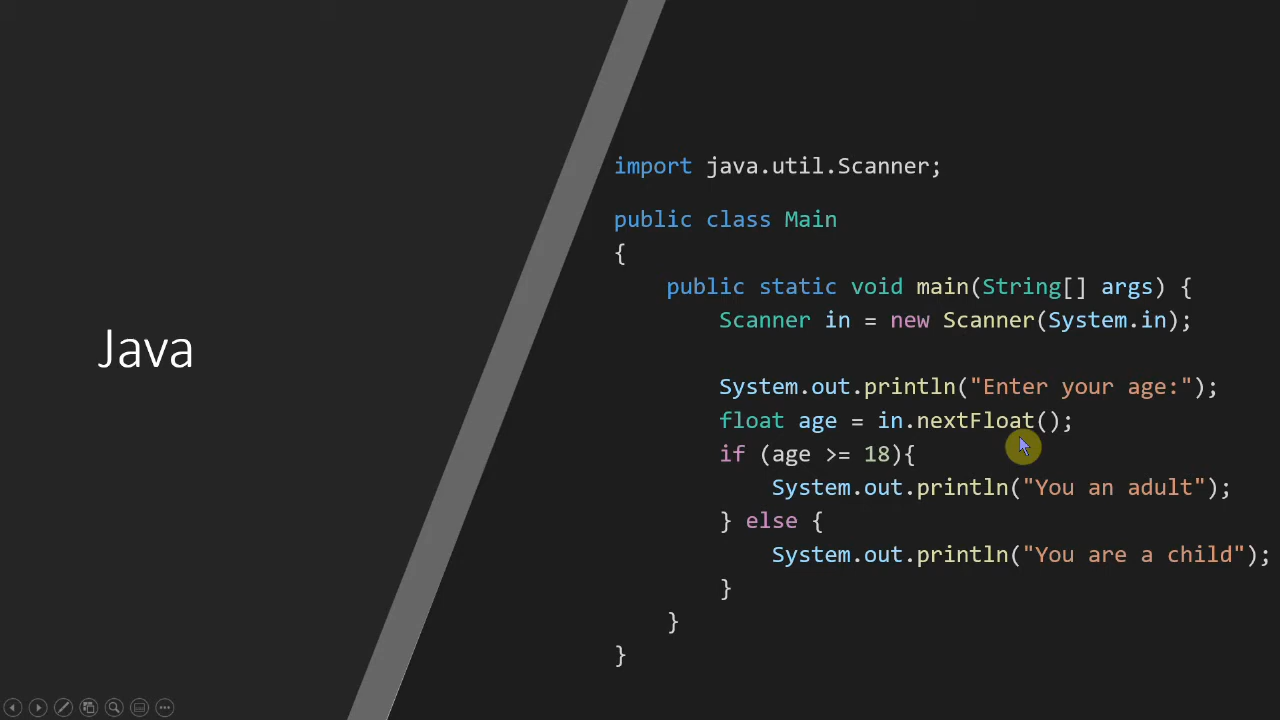 Java
import java.util.Scanner;
public class Main
{
    public static void main(String[] args) {
        Scanner in = new Scanner(System.in);
        System.out.println("Enter your age:");
        float age = in.nextFloat();
        if (age >= 18){
            System.out.println("You an adult");
        } else {
            System.out.println("You are a child");
        }
    }
}